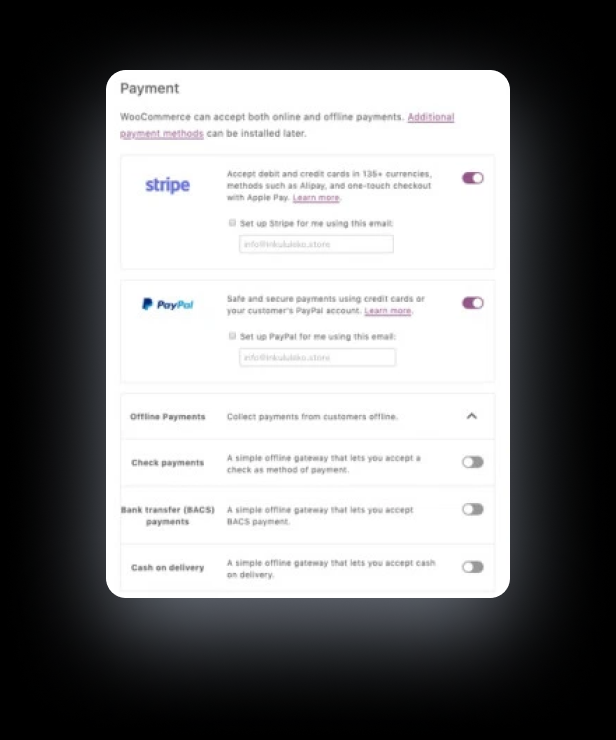 Payment
WooCommerce can accept both online and offline payments. Additional
payment methods can be installed later.
stripe
Accept debit and credit cards in 135+ currencies,
methods such as Alipay, and one-touch checkout
with Apple Pay. Learn more.
Set up Stripe for me using this email:
PayPal
Safe and secure payments using credit cards or
your customer's PayPal account. Learn more.
Set up PayPal for me using this email:
Offline Payments
Collect payments from customers offline.
Check payments
A simple offline gateway that lets you accept a
check as method of payment.
Bank transfer (BACS)
payments
A simple offline gateway that lets you accept
BACS payment.
Cash on delivery
A simple offline gateway that lets you accept cash
on delivery.